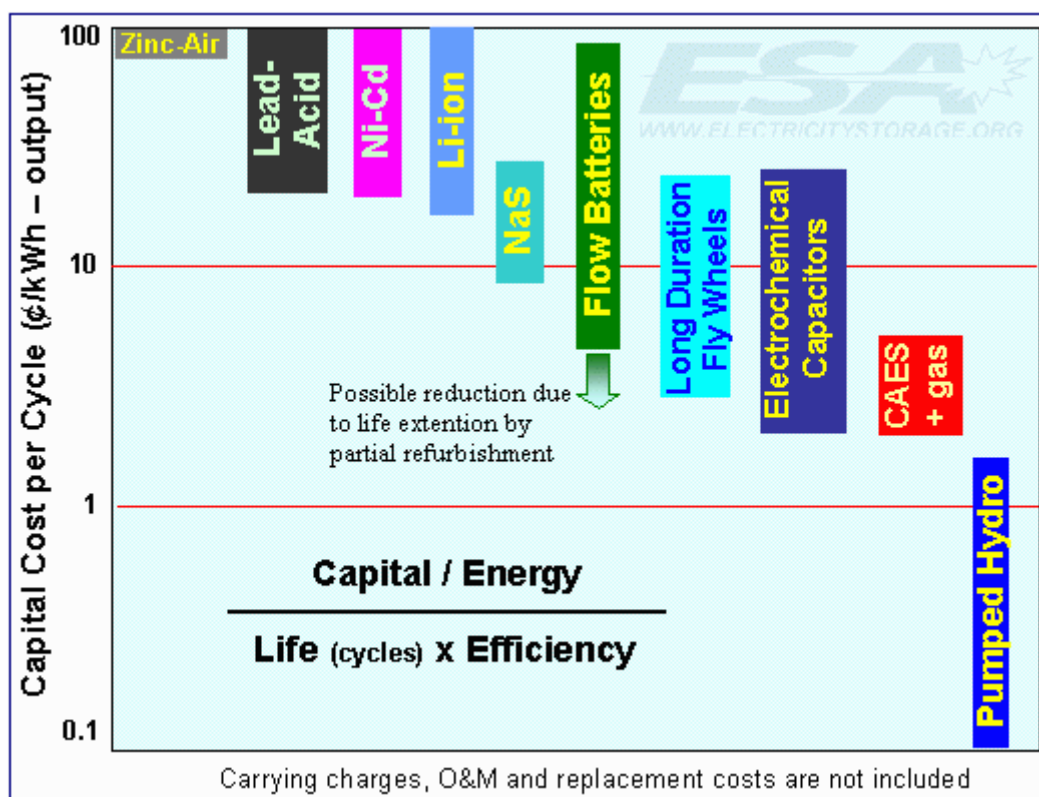 Capital Cost per Cycle (¢/kWh – output)
100
10
1
0.1
Zinc-Air
Lead-
Acid
Ni-Cd
Li-ion
NaS
Flow Batteries
Long Duration
Fly Wheels
Electrochemical
Capacitors
CAES
+ gas
Pumped Hydro
ESA
WWW.ELECTRICITYSTORAGE.ORG
Possible reduction due
to life extention by
partial refurbishment
Capital / Energy
Life (cycles) x Efficiency
Carrying charges, O&M and replacement costs are not included